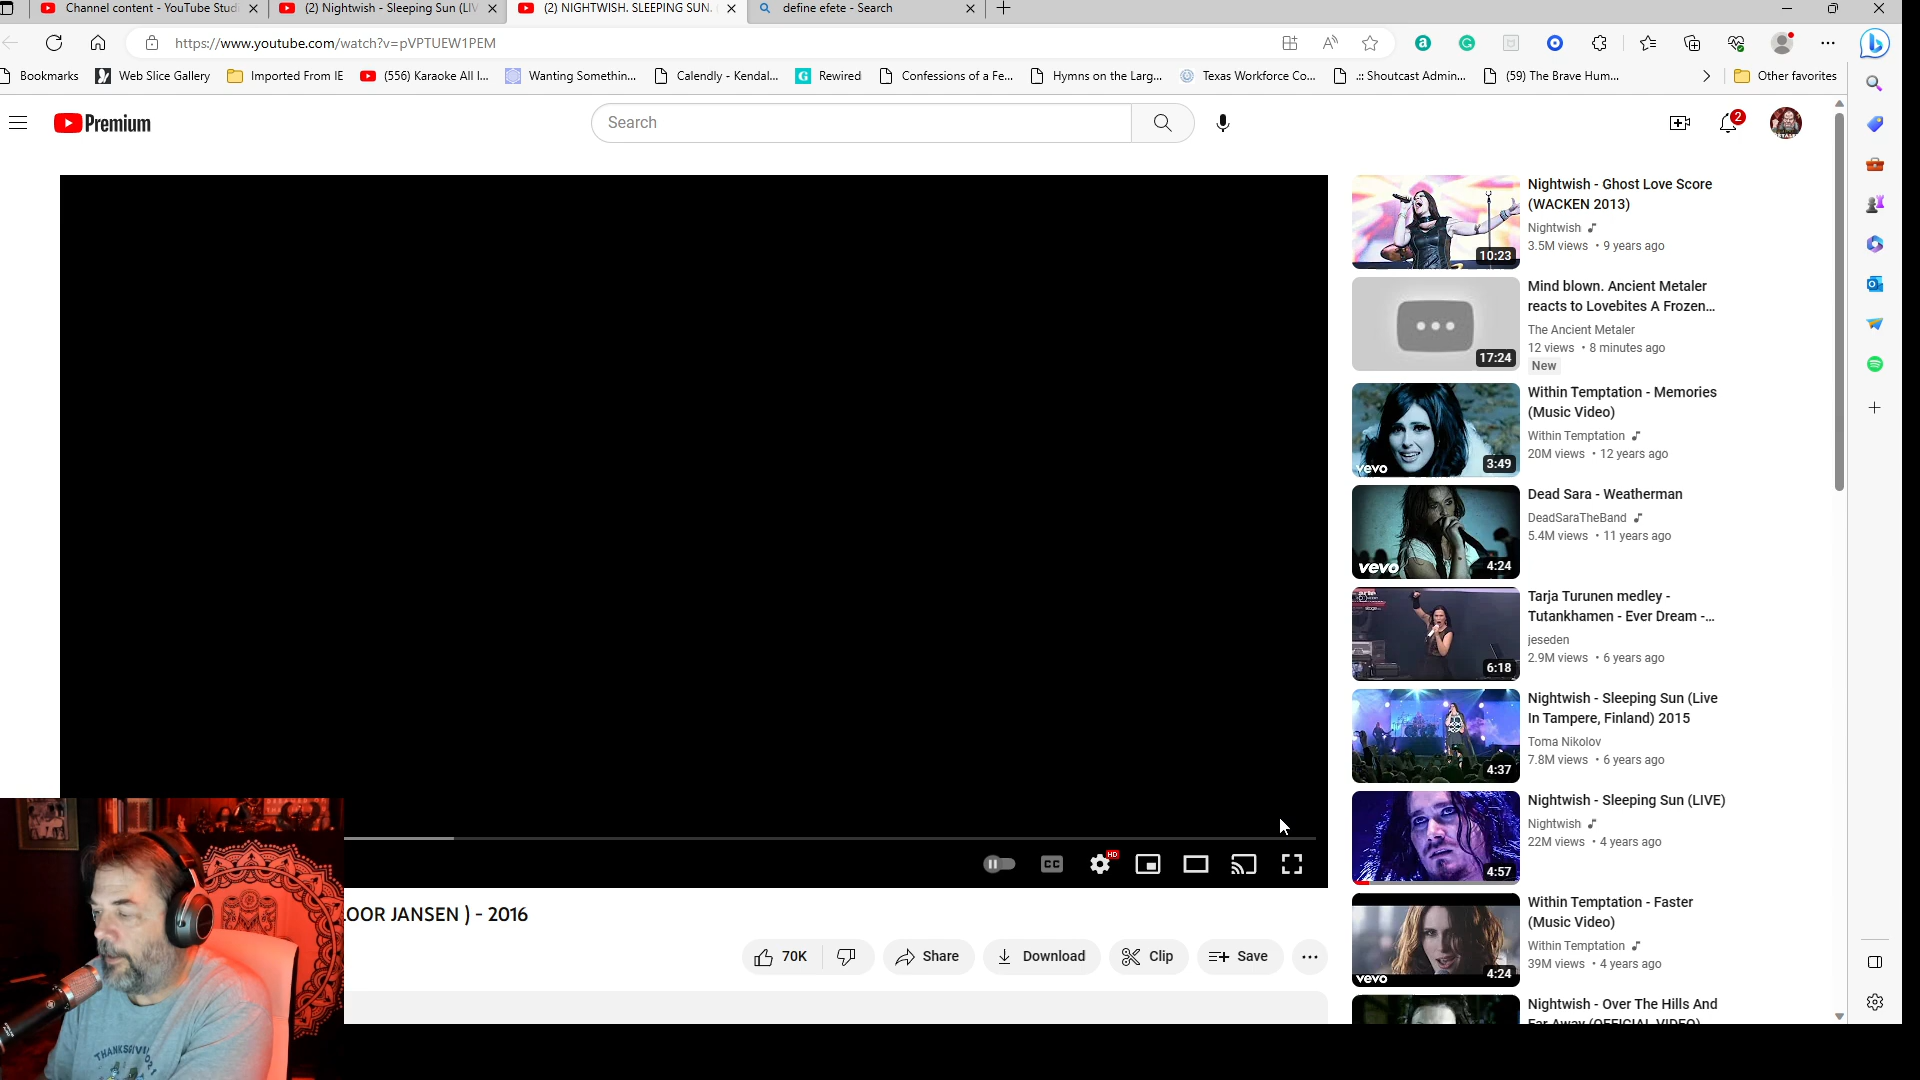 Channel content - YouTube Studi
(2) Nightwish - Sleeping Sun (LIV
(2) NIGHTWISH. SLEEPING SUN.
define efete - Search
https://www.youtube.com/watch?v=pVPTUEW1PEM
Bookmarks
Web Slice Gallery
Imported From IE
(556) Karaoke All I...
Wanting Somethin...
Calendly - Kendal...
Rewired
Confessions of a Fe...
Hymns on the Larg...
Texas Workforce Co...
.:: Shoutcast Admin...
(59) The Brave Hum...
Other favorites
Premium
Search
2
Nightwish - Ghost Love Score
(WACKEN 2013)
Nightwish
3.5M views • 9 years ago
10:23
Mind blown. Ancient Metaler
reacts to Lovebites A Frozen...
The Ancient Metaler
12 views • 8 minutes ago
New
17:24
Within Temptation - Memories
(Music Video)
Within Temptation
20M views • 12 years ago
vevo
3:49
Dead Sara - Weatherman
DeadSaraTheBand
5.4M views • 11 years ago
vevo
4:24
Tarja Turunen medley -
Tutankhamen - Ever Dream -...
jeseden
2.9M views • 6 years ago
6:18
Nightwish - Sleeping Sun (Live
In Tampere, Finland) 2015
Toma Nikolov
7.8M views • 6 years ago
4:37
Nightwish - Sleeping Sun (LIVE)
Nightwish
22M views • 4 years ago
4:57
Within Temptation - Faster
(Music Video)
Within Temptation
39M views • 4 years ago
vevo
4:24
Nightwish - Over The Hills And
Far Away (OFFICIAL VIDEO)
CC
HD
LOOR JANSEN ) - 2016
70K
Share
Download
Clip
Save
THANKSGIVING 2021